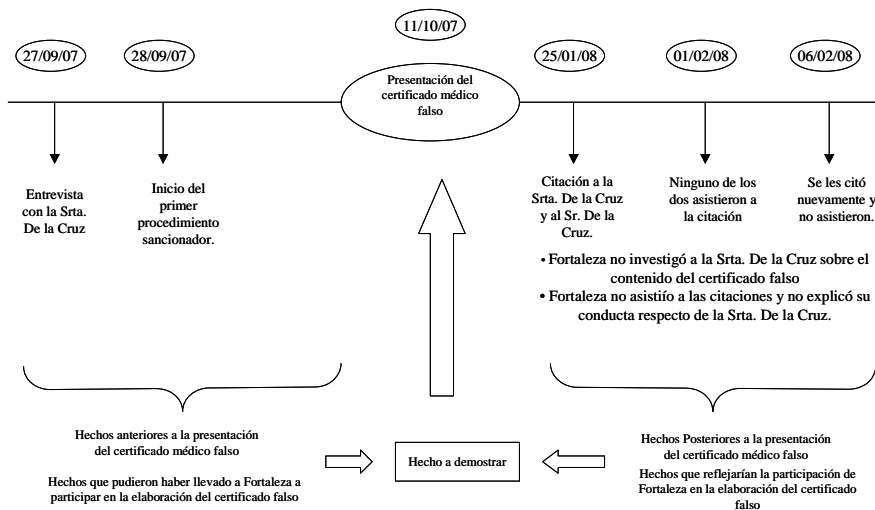 11/10/07
27/09/07
28/09/07
25/01/08
01/02/08
06/02/08
Presentación del
certificado médico
falso
Entrevista
con la Srta.
De la Cruz
Inicio del
primer
procedimiento
sancionador.
Citación a la
Srta. De la Cruz
y al Sr. De la
Cruz.
Ninguno de los
dos asistieron a
la citación
Se les citó
nuevamente y
no asistieron.
• Fortaleza no investigó a la Srta. De la Cruz sobre el
contenido del certificado falso
• Fortaleza no asistiío a las citaciones y no explicó su
conducta respecto de la Srta. De la Cruz.
Hechos anteriores a la presentación
del certificado médico falso
Hechos que pudieron haber llevado a Fortaleza a
participar en la elaboración del certificado falso
Hecho a demostrar
Hechos Posteriores a la presentación
del certificado médico falso
Hechos que reflejarían la participación de
Fortaleza en la elaboración del certificado
falso